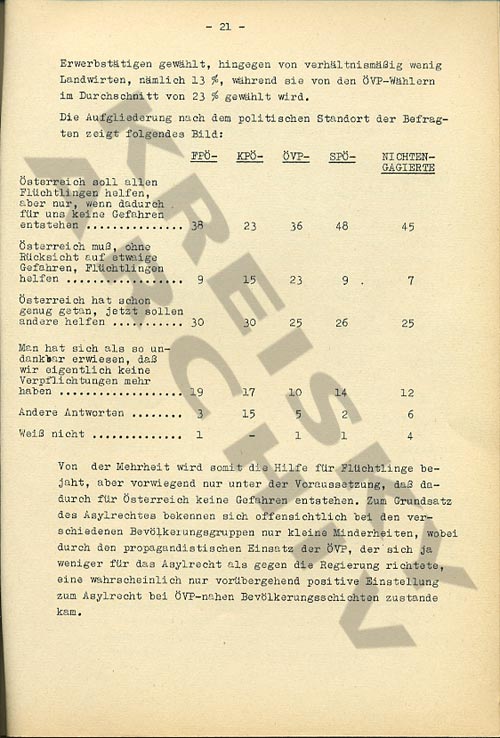 - 21 -
Erwerbstätigen gewählt, hingegen von verhältnismäßig wenig
Landwirten, nämlich 13 %, während sie von den ÖVP-Wählern
im Durchschnitt von 23 % gewählt wird.
Die Aufgliederung nach dem politischen Standort der Befrag-
ten zeigt folgendes Bild:
FPÖ- KPÖ- ÖVP- SPÖ- NICHTEN-
GAGIERTE
Österreich soll allen
Flüchtlingen helfen,
aber nur, wenn dadurch
für uns keine Gefahren
entstehen ............... 38 23 36 48 45
Österreich muß, ohne
Rücksicht auf etwaige
Gefahren, Flüchtlingen
helfen .................. 9 15 23 9 . 7
Österreich hat schon
genug getan, jetzt sollen
andere helfen ........... 30 30 25 26 25
Man hat sich als so un-
dankbar erwiesen, daß
wir eigentlich keine
Verpflichtungen mehr
haben ................... 19 17 10 14 12
Andere Antworten ........ 3 15 5 2 6
Weiß nicht .............. 1 - 1 1 4
Von der Mehrheit wird somit die Hilfe für Flüchtlinge be-
jaht, aber vorwiegend nur unter der Voraussetzung, daß da-
durch für Österreich keine Gefahren entstehen. Zum Grundsatz
des Asylrechtes bekennen sich offensichtlich bei den ver-
schiedenen Bevölkerungsgruppen nur kleine Minderheiten, wobei
durch den propagandistischen Einsatz der ÖVP, der sich ja
weniger für das Asylrecht als gegen die Regierung richtete,
eine wahrscheinlich nur vorübergehend positive Einstellung
zum Asylrecht bei ÖVP-nahen Bevölkerungsschichten zustande
kam.
KREISKY
ARCHIV